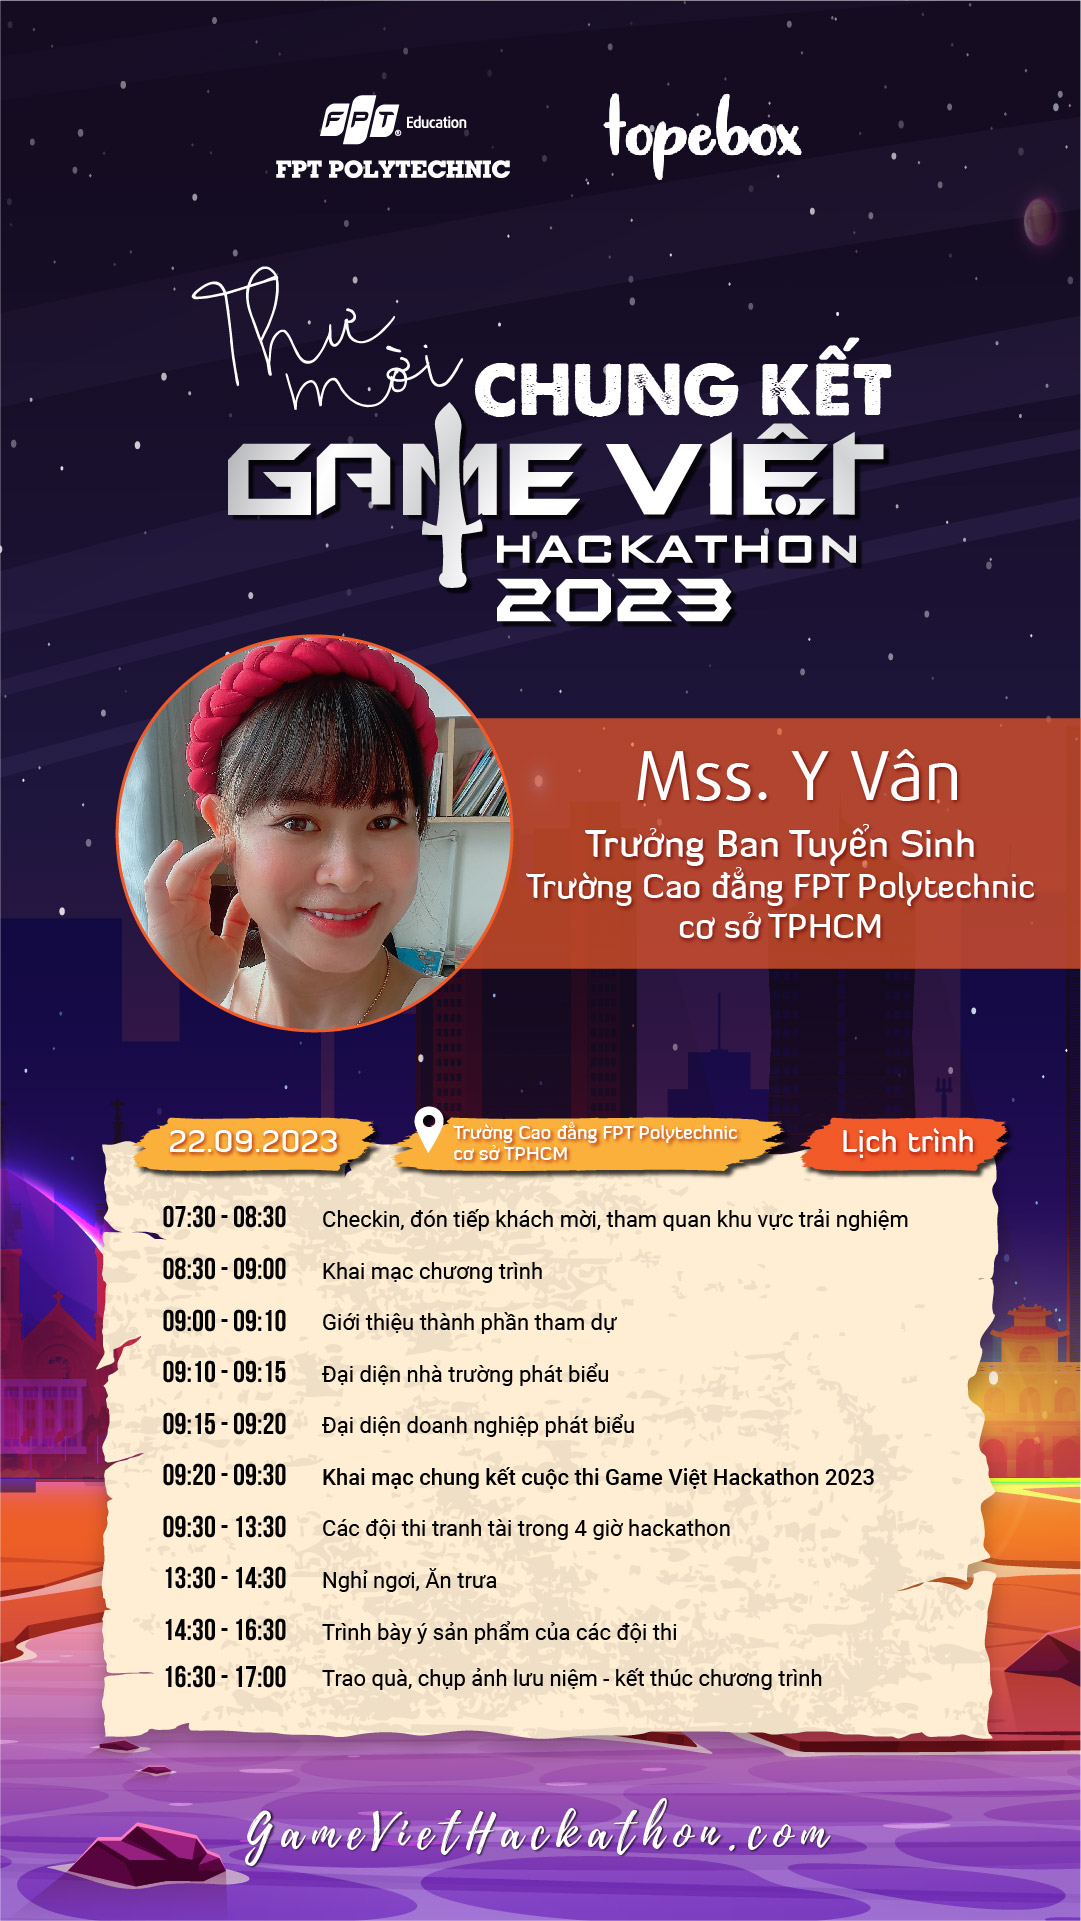 FPT Education
FPT POLYTECHNIC
topebox
Thư mời
CHUNG KẾT
GAME VIỆT
HACKATHON
2023
Mss. Y Vân
Trưởng Ban Tuyển Sinh
Trường Cao đẳng FPT Polytechnic
cơ sở TPHCM
22.09.2023
Trường Cao đẳng FPT Polytechnic
cơ sở TPHCM
Lịch trình
07:30 - 08:30 Checkin, đón tiếp khách mời, tham quan khu vực trải nghiệm
08:30 - 09:00 Khai mạc chương trình
09:00 - 09:10 Giới thiệu thành phần tham dự
09:10 - 09:15 Đại diện nhà trường phát biểu
09:15 - 09:20 Đại diện doanh nghiệp phát biểu
09:20 - 09:30 Khai mạc chung kết cuộc thi Game Việt Hackathon 2023
09:30 - 13:30 Các đội thi tranh tài trong 4 giờ hackathon
13:30 - 14:30 Nghỉ ngơi, Ăn trưa
14:30 - 16:30 Trình bày ý sản phẩm của các đội thi
16:30 - 17:00 Trao quà, chụp ảnh lưu niệm - kết thúc chương trình
GameVietHackathon.com